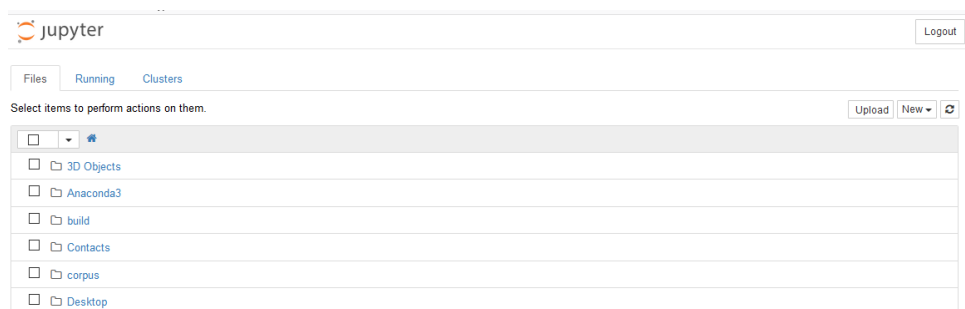 jupyter
Logout
Files Running Clusters
Select items to perform actions on them.
Upload New
3D Objects
Anaconda3
build
Contacts
corpus
Desktop